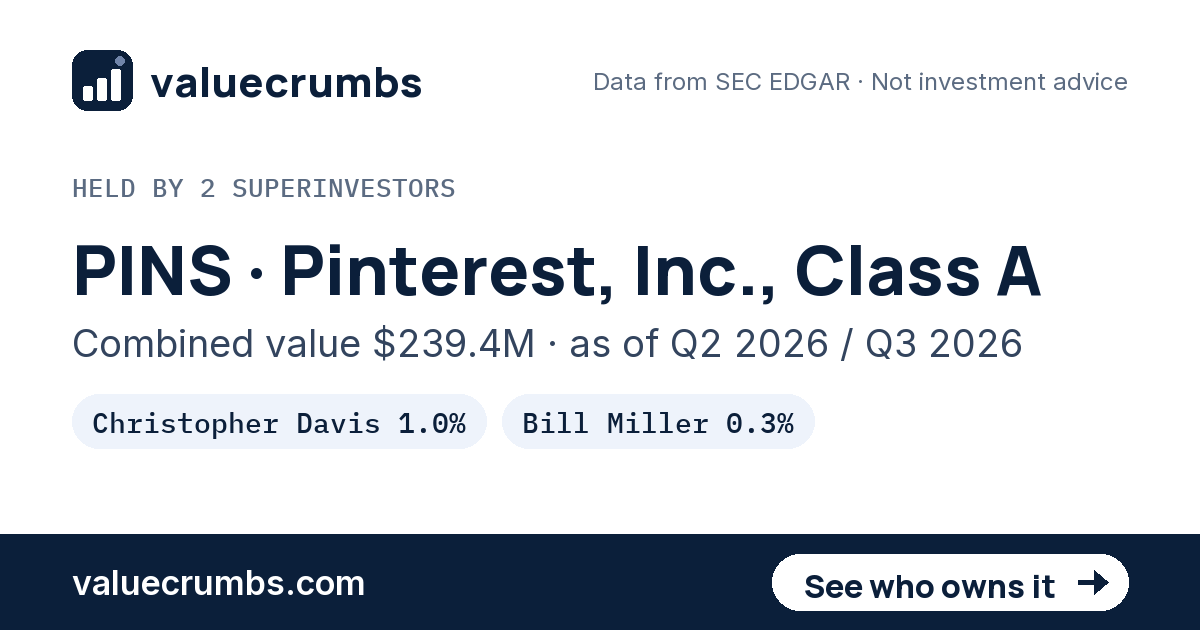 valuecrumbs
Data from SEC EDGAR · Not investment advice
HELD BY 2 SUPERINVESTORS
PINS · Pinterest, Inc., Class A
Combined value $239.4M · as of Q2 2026 / Q3 2026
Christopher Davis 1.0%
Bill Miller 0.3%
valuecrumbs.com
See who owns it →